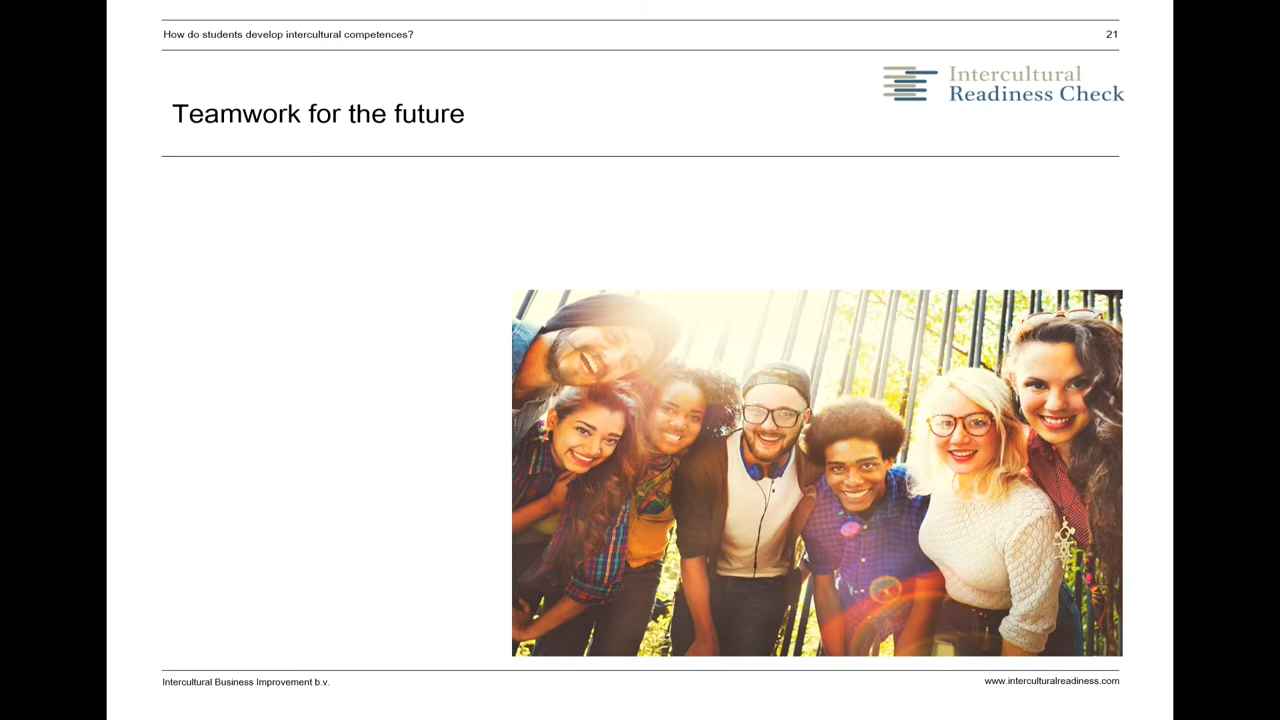 How do students develop intercultural competences?
21
Intercultural
Readiness Check
Teamwork for the future
Intercultural Business Improvement b.v.
www.interculturalreadiness.com